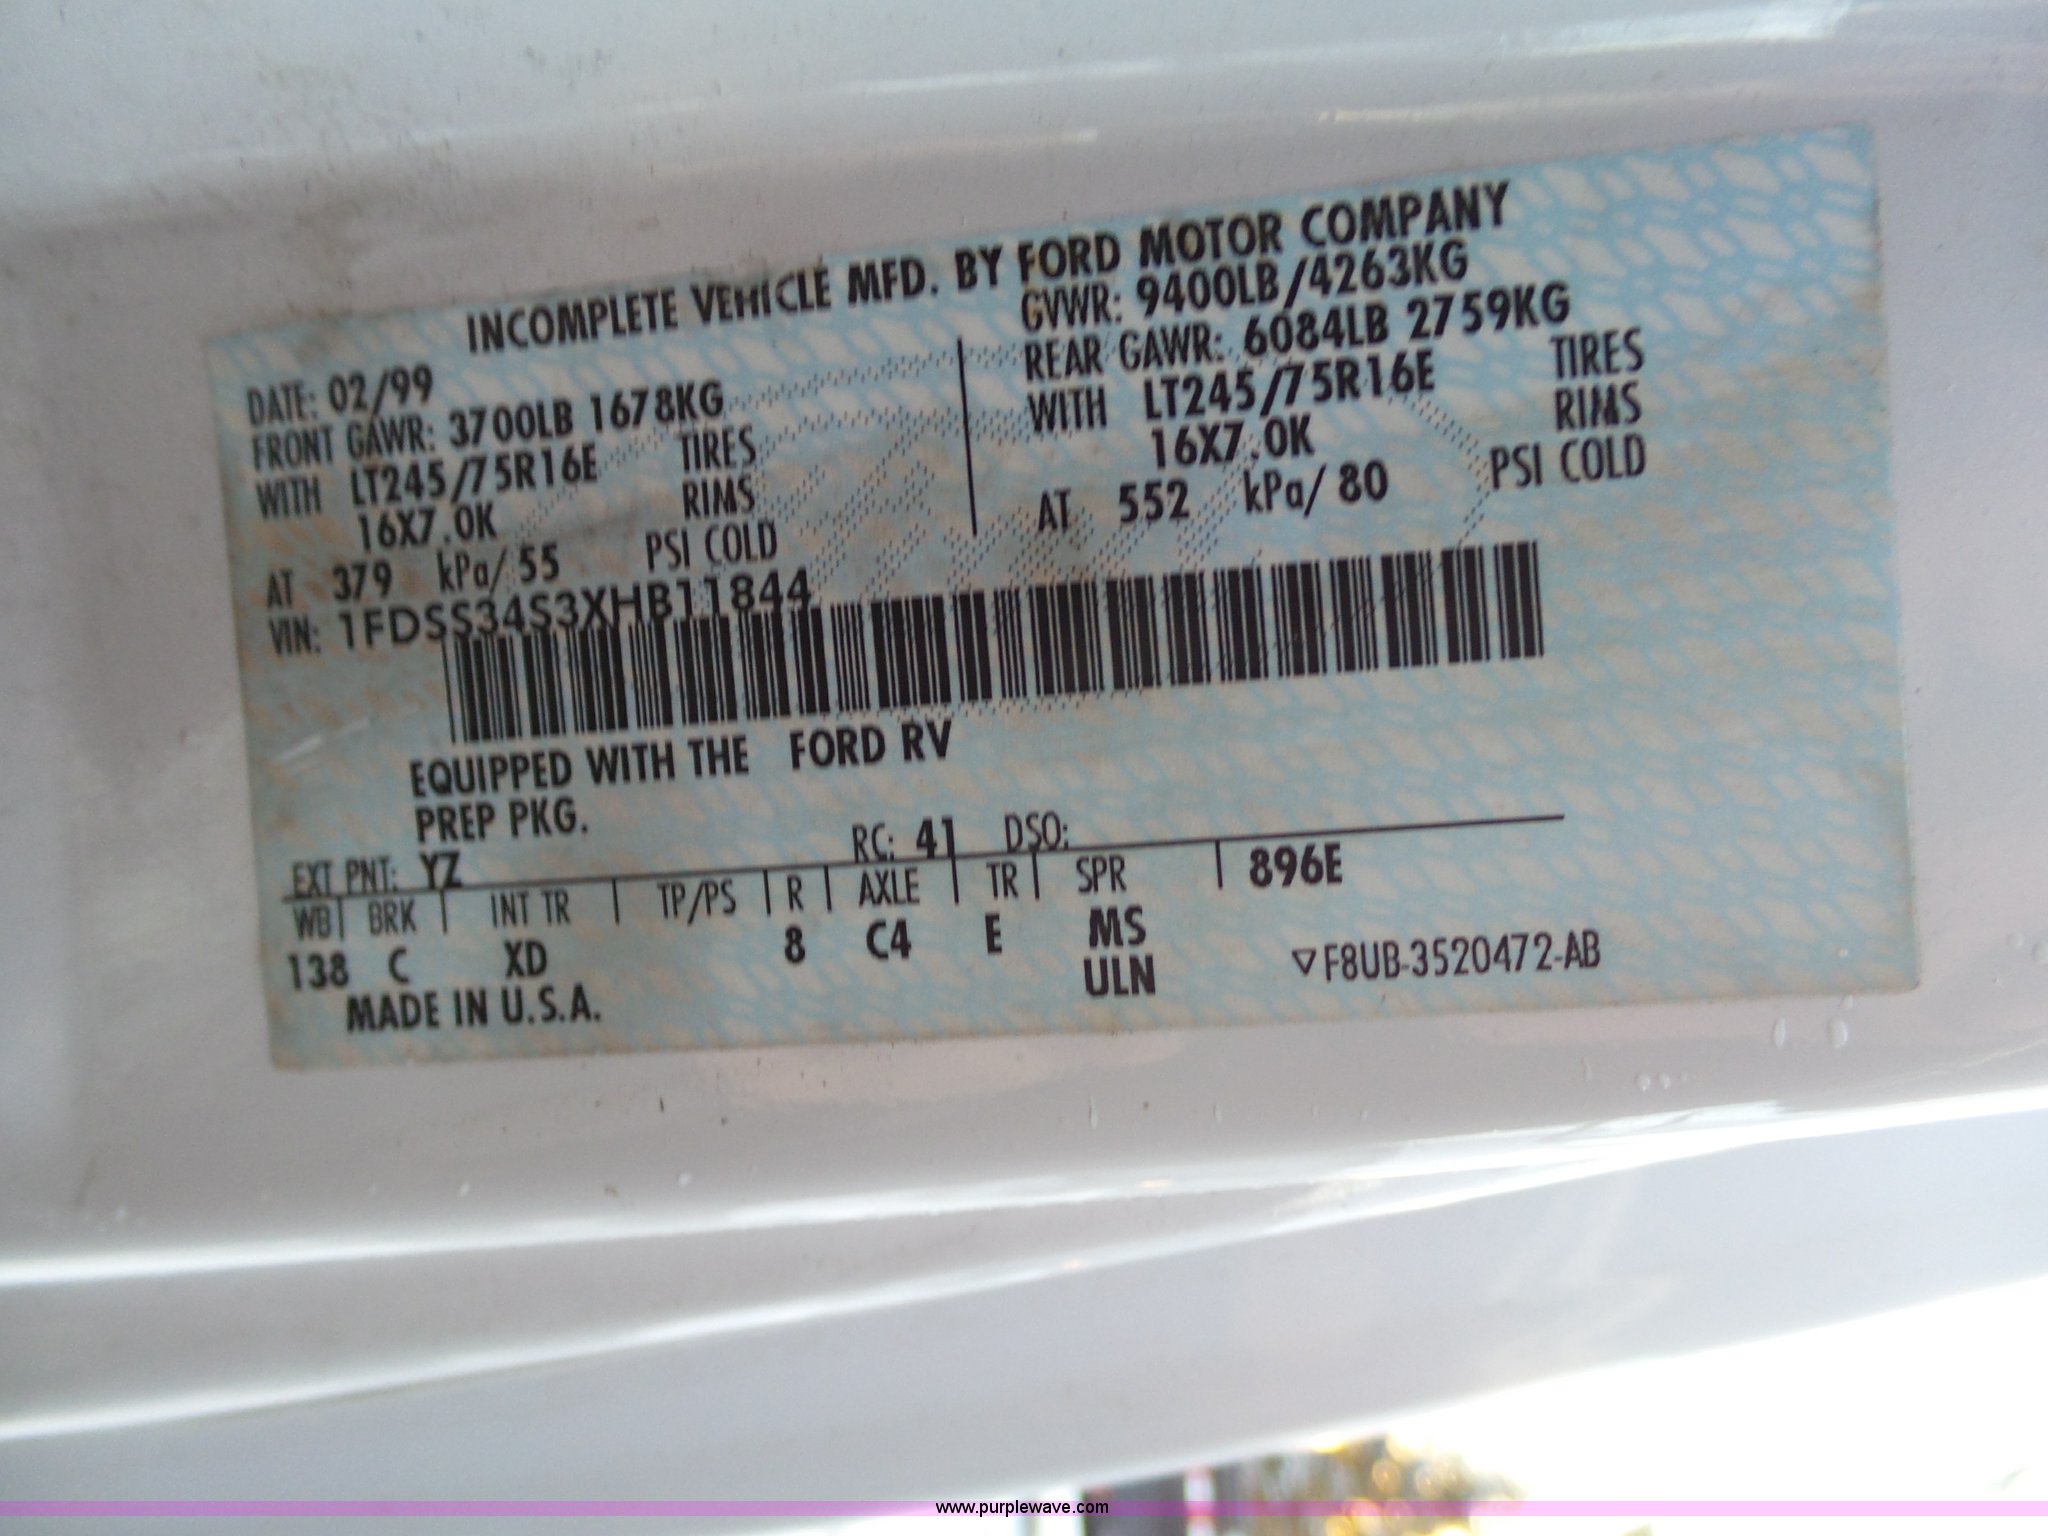 INCOMPLETE VEHICLE MFD. BY FORD MOTOR COMPANY
DATE: 02/99
GVWR: 9400LB/4263KG
FRONT GAWR: 3700LB 1678KG
REAR GAWR: 6084LB 2759KG
WITH LT245/75R16E TIRES
WITH LT245/75R16E TIRES
16X7.0K RIMS
16X7.0K RIMS
AT 379 kPa/ 55 PSI COLD
AT 552 kPa/ 80 PSI COLD
VIN: 1FDSS34S3XHB11844
EQUIPPED WITH THE FORD RV
PREP PKG.
EXT PNT: YZ RC: 41 DSO:
WB BRK INT TR TP/PS R AXLE TR SPR 896E
138 C XD 8 C4 E MS
ULN
MADE IN U.S.A.
▽F8UB-3520472-AB
www.purplewave.com